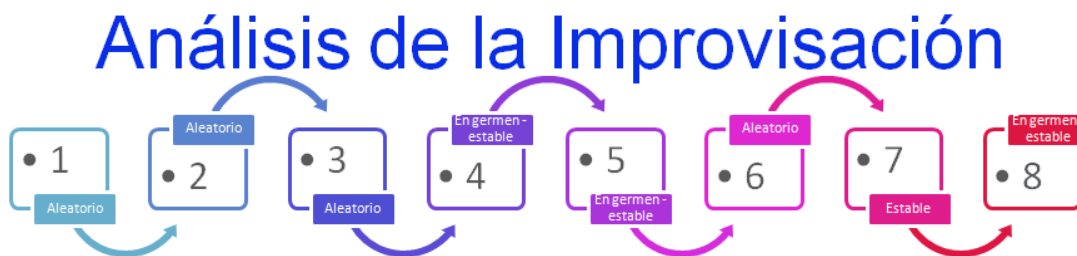 Análisis de la Improvisación
• 1
Aleatorio
Aleatorio
• 2
• 3
Aleatorio
En germen -
estable
• 4
• 5
En germen -
estable
Aleatorio
• 6
• 7
Estable
En germen
estable
• 8